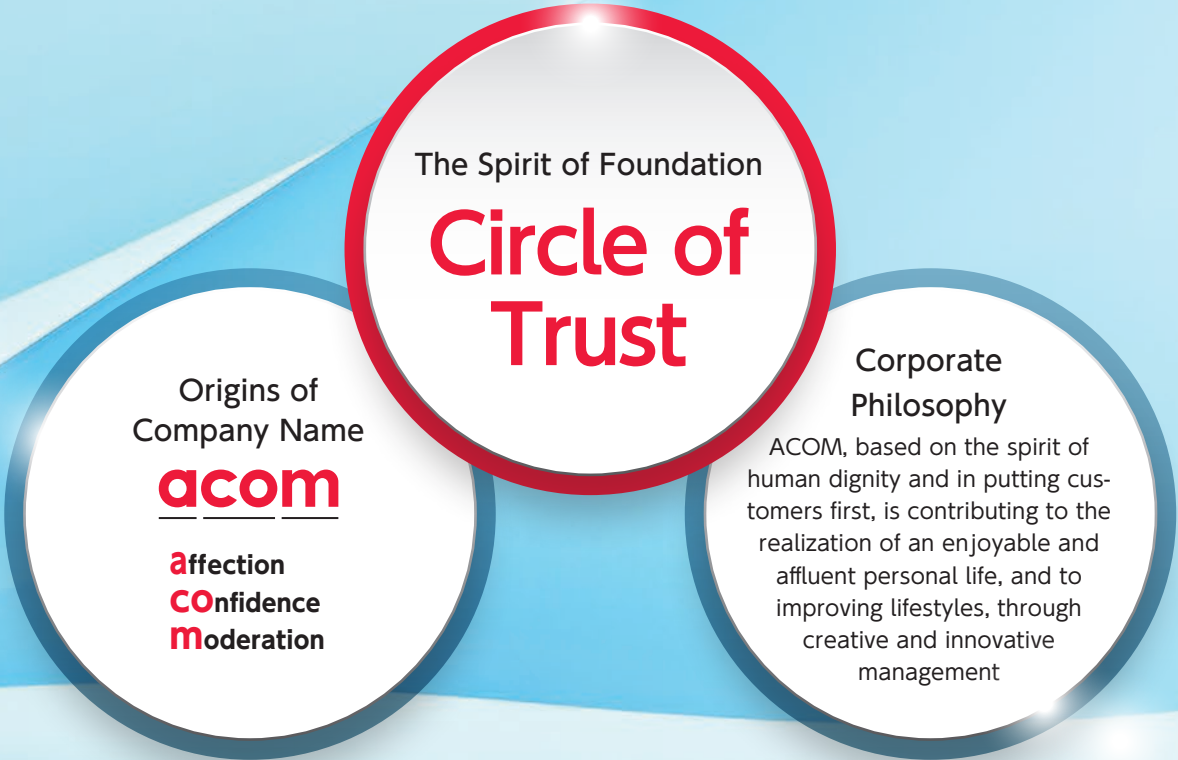 The Spirit of Foundation
Circle of
Trust
Origins of
Company Name
acom
affection
confidence
moderation
Corporate
Philosophy
ACOM, based on the spirit of
human dignity and in putting cus-
tomers first, is contributing to the
realization of an enjoyable and
affluent personal life, and to
improving lifestyles, through
creative and innovative
management